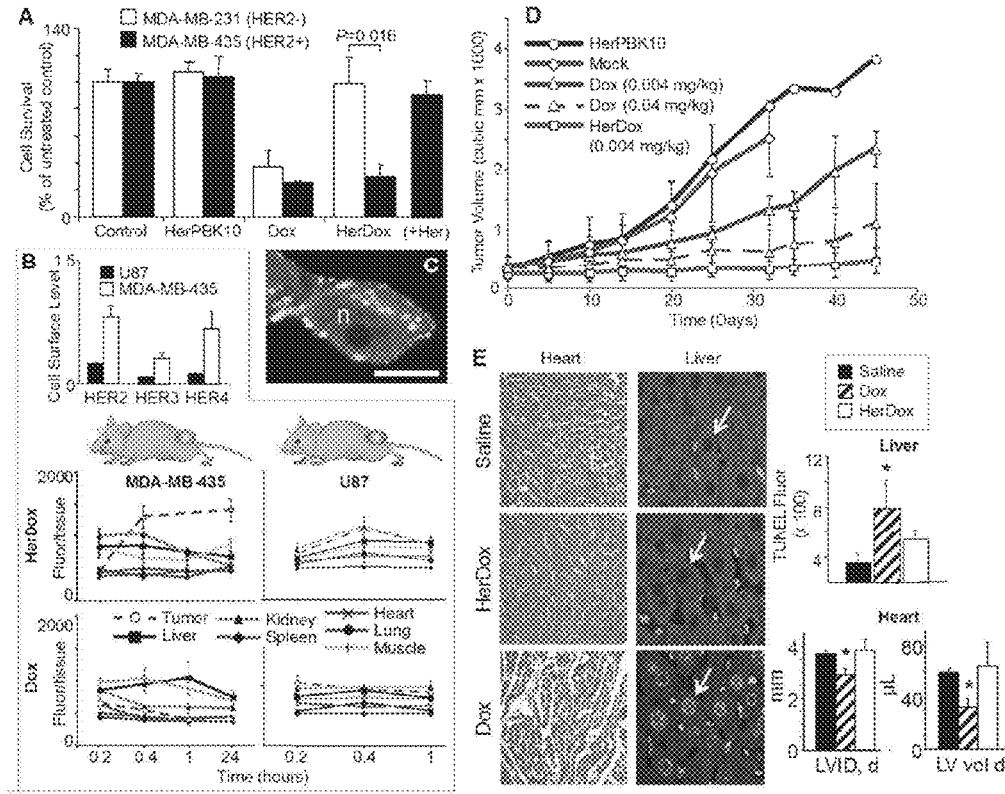 A
MDA-MB-231 (HER2-)
MDA-MB-435 (HER2+)
140
P=0.016
Cell Survival
(% of untreated control)
0
Control HerPBK10 Dox HerDox (+Her)
B
1.5
U87
MDA-MB-435
Cell Surface Level
0
HER2 HER3 HER4
C
n
MDA-MB-435
U87
2000
HerDox
Fluor/tissue
0
Tumor
Liver
Kidney
Spleen
Heart
Lung
Muscle
2000
Dox
Fluor/tissue
0
0.2 0.4 1 24
0.2 0.4 1
Time (hours)
D
HerPBK10
Mock
Dox (0.004 mg/kg)
Dox (0.04 mg/kg)
HerDox
(0.004 mg/kg)
Tumor Volume (cubic mm x 1000)
4
3
2
1
0
0 10 20 30 40 50
Time (Days)
E
Heart Liver
Saline
HerDox
Dox
Saline
Dox
HerDox
Liver
TUNEL Fluor
(x 100)
12
8
4
*
Heart
mm
4
2
0
*
LVID, d
µL
80
40
0
*
LV vol d